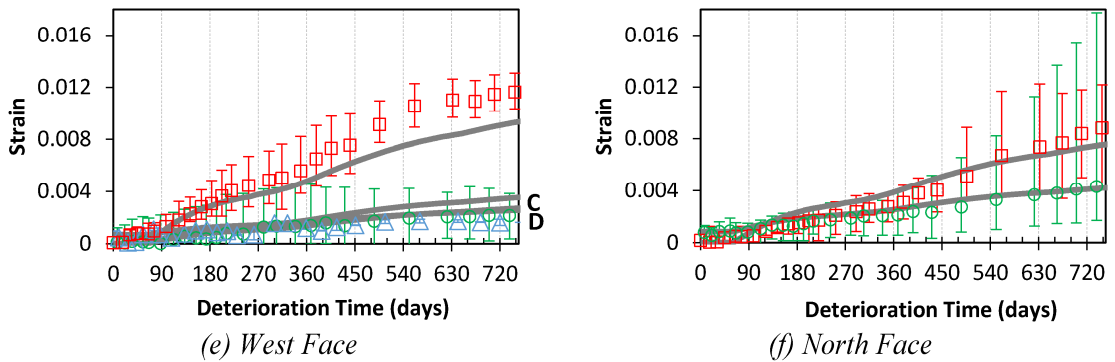 0.016
0.012
0.008
0.004
0
Strain
C
D
0 90 180 270 360 450 540 630 720
Deterioration Time (days)
(e) West Face
0.016
0.012
0.008
0.004
0
Strain
0 90 180 270 360 450 540 630 720
Deterioration Time (days)
(f) North Face